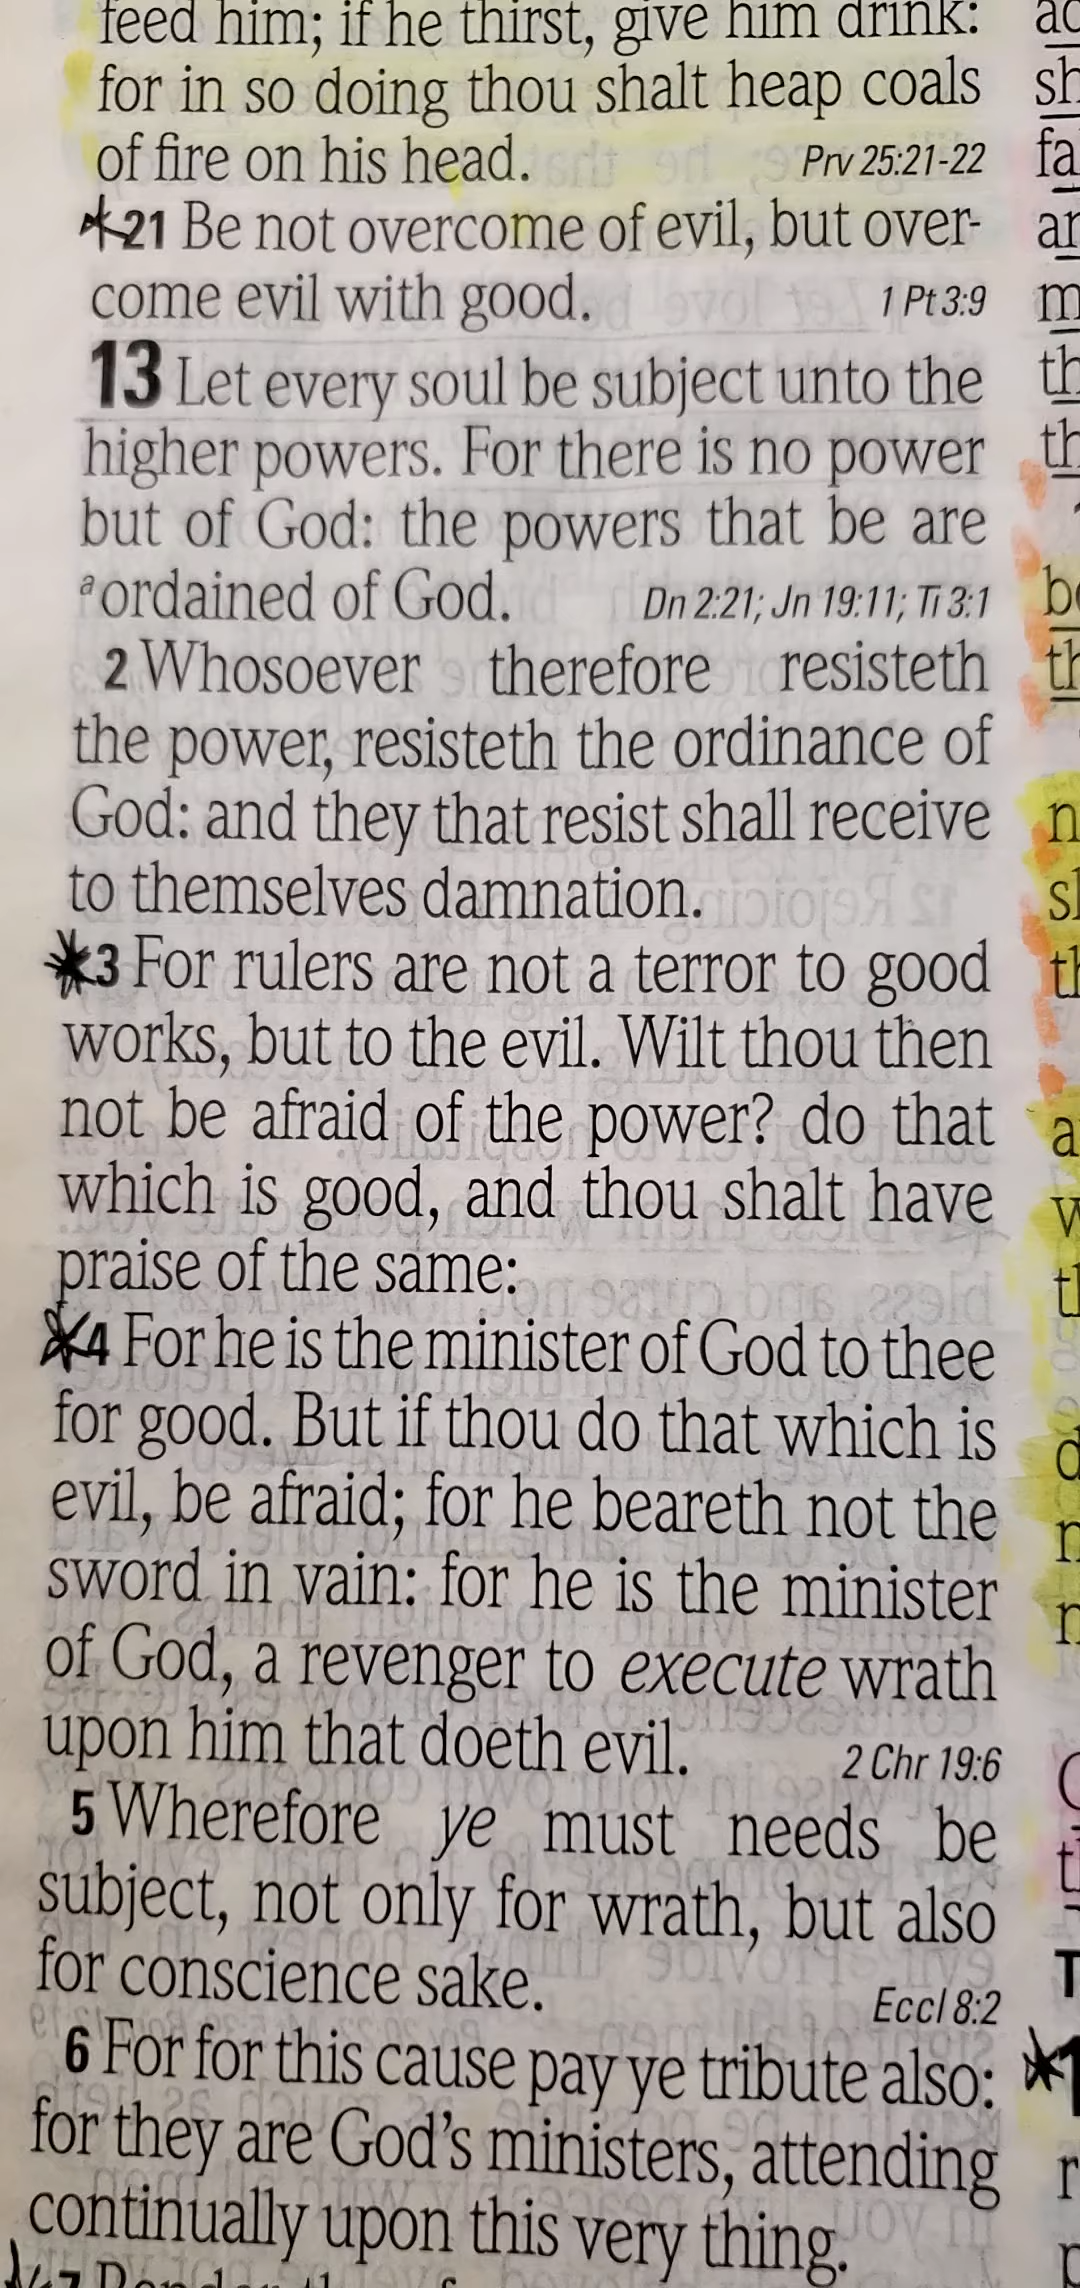 feed him; if he thirst, give him drink:
for in so doing thou shalt heap coals
of fire on his head. Prv 25:21-22
21 Be not overcome of evil, but over-
come evil with good. 1 Pt 3:9
13 Let every soul be subject unto the
higher powers. For there is no power
but of God: the powers that be are
a ordained of God. Dn 2:21; Jn 19:11; Ti 3:1
2 Whosoever therefore resisteth
the power, resisteth the ordinance of
God: and they that resist shall receive
to themselves damnation.
3 For rulers are not a terror to good
works, but to the evil. Wilt thou then
not be afraid of the power? do that
which is good, and thou shalt have
praise of the same:
4 For he is the minister of God to thee
for good. But if thou do that which is
evil, be afraid; for he beareth not the
sword in vain: for he is the minister
of God, a revenger to execute wrath
upon him that doeth evil. 2 Chr 19:6
5 Wherefore ye must needs be
subject, not only for wrath, but also
for conscience sake. Eccl 8:2
6 For for this cause pay ye tribute also:
for they are God's ministers, attending
continually upon this very thing.